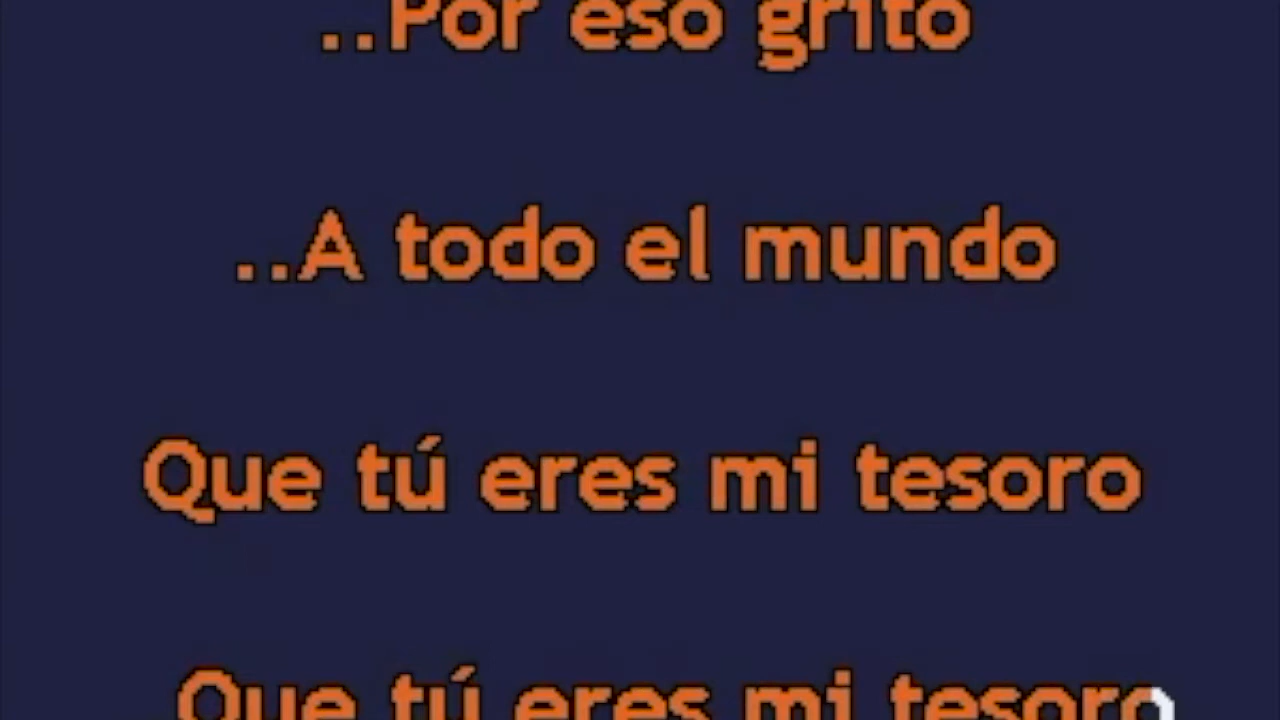 ..Por eso grito
..A todo el mundo
Que tú eres mi tesoro
Que tú eres mi tesoro